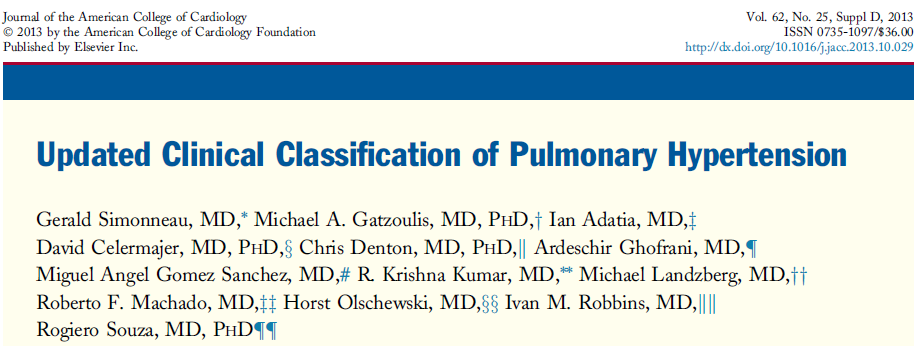 Journal of the American College of Cardiology
© 2013 by the American College of Cardiology Foundation
Published by Elsevier Inc.
Vol. 62, No. 25, Suppl D, 2013
ISSN 0735-1097/$36.00
http://dx.doi.org/10.1016/j.jacc.2013.10.029
Updated Clinical Classification of Pulmonary Hypertension
Gerald Simonneau, MD,* Michael A. Gatzoulis, MD, PHD,† Ian Adatia, MD,‡
David Celermajer, MD, PHD,§ Chris Denton, MD, PHD,‖ Ardeschir Ghofrani, MD,¶
Miguel Angel Gomez Sanchez, MD,# R. Krishna Kumar, MD,** Michael Landzberg, MD,††
Roberto F. Machado, MD,‡‡ Horst Olschewski, MD,§§ Ivan M. Robbins, MD,‖‖
Rogiero Souza, MD, PHD¶¶